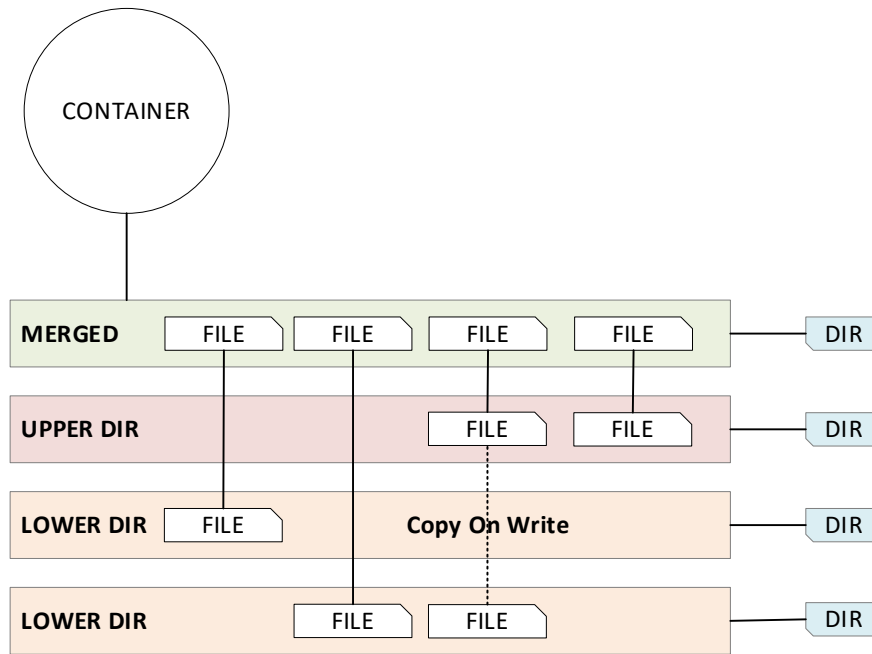 CONTAINER
MERGED FILE FILE FILE FILE DIR
UPPER DIR FILE FILE DIR
LOWER DIR FILE Copy On Write DIR
LOWER DIR FILE FILE DIR